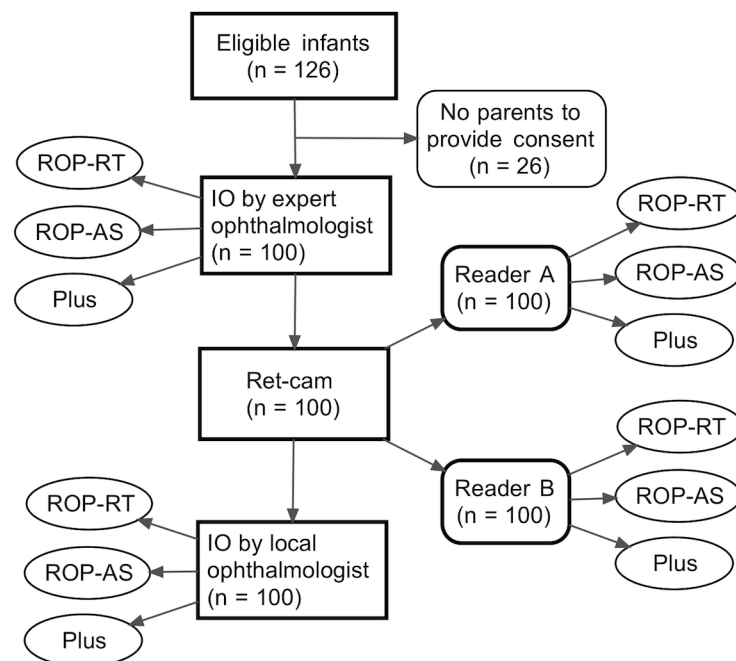 Eligible infants
(n = 126)
No parents to
provide consent
(n = 26)
ROP-RT
ROP-AS
Plus
IO by expert
ophthalmologist
(n = 100)
Reader A
(n = 100)
ROP-RT
ROP-AS
Plus
Ret-cam
(n = 100)
Reader B
(n = 100)
ROP-RT
ROP-AS
Plus
ROP-RT
ROP-AS
Plus
IO by local
ophthalmologist
(n = 100)